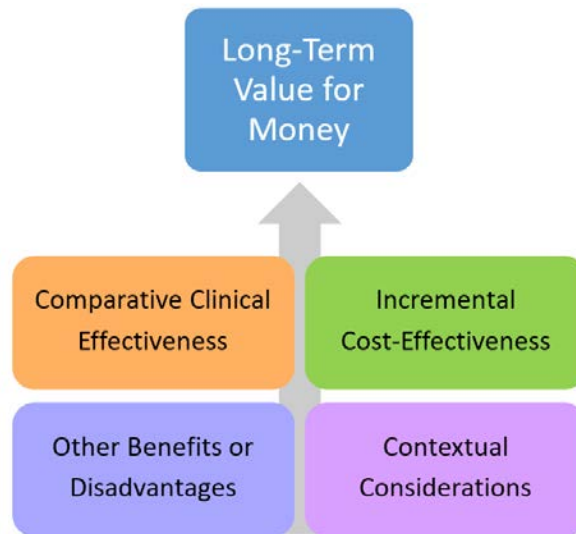 Long-Term
Value for
Money
Comparative Clinical
Effectiveness
Incremental
Cost-Effectiveness
Other Benefits or
Disadvantages
Contextual
Considerations